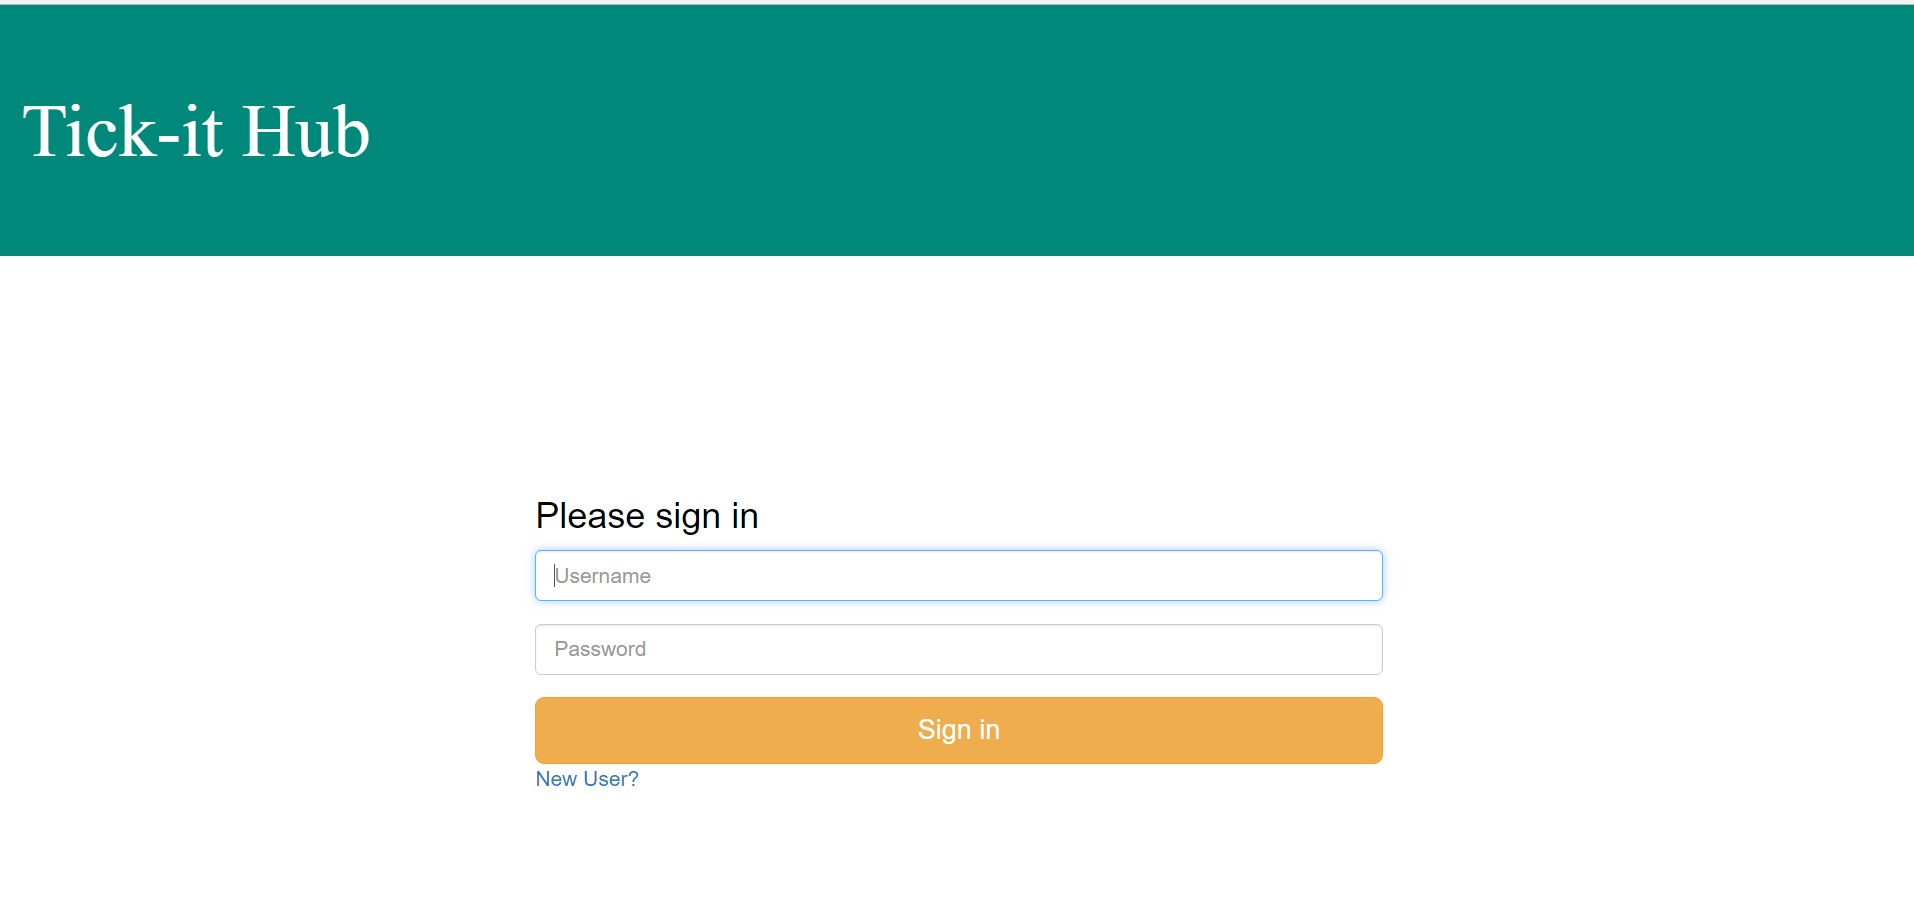 Tick-it Hub
Please sign in
Username
Password
Sign in
New User?